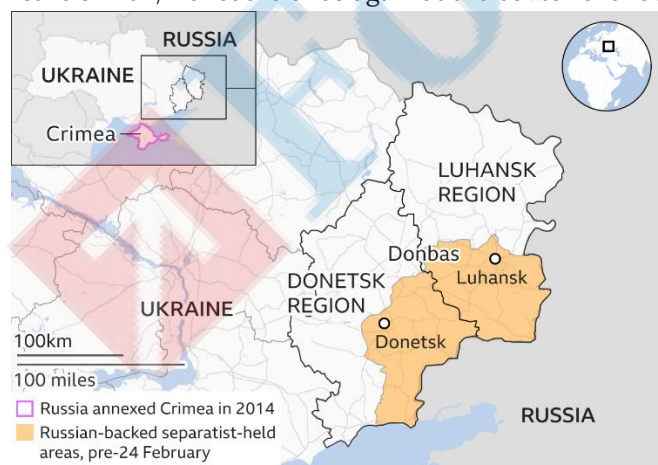 RUSSIA
UKRAINE
Crimea
LUHANSK
REGION
Donbas
Luhansk
DONETSK
REGION
UKRAINE
Donetsk
100km
100 miles
RUSSIA
Russia annexed Crimea in 2014
Russian-backed separatist-held
areas, pre-24 February